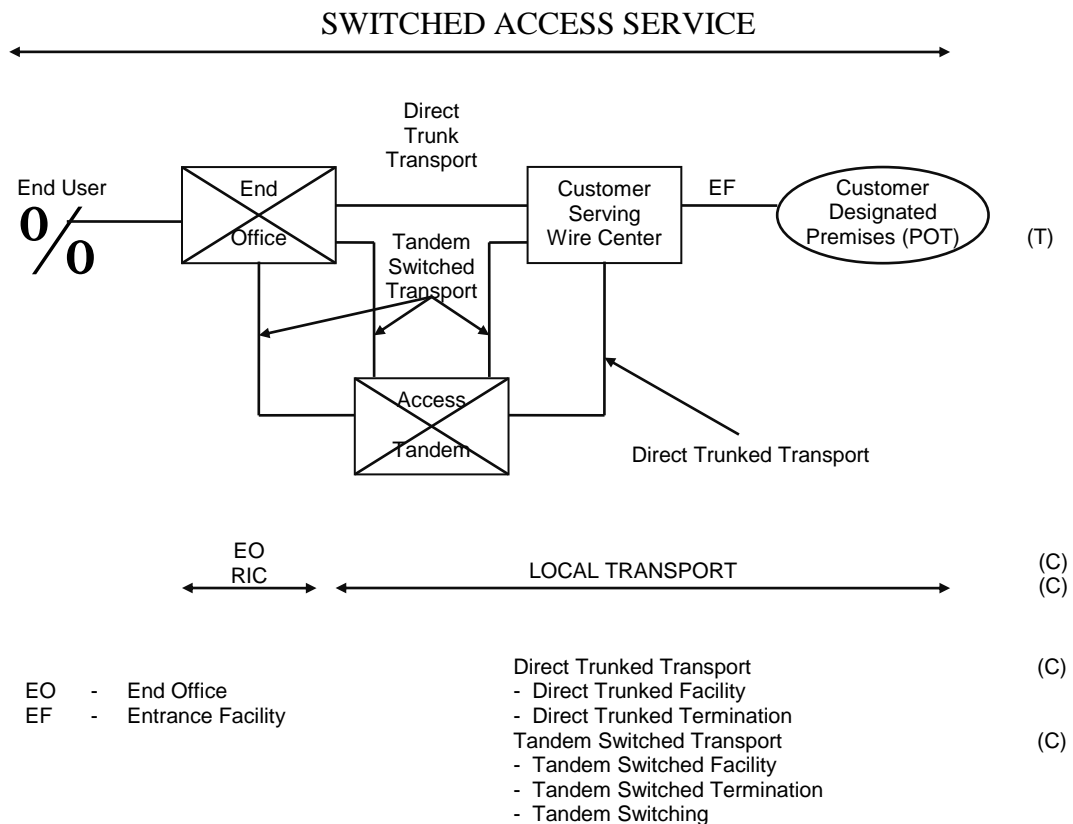 SWITCHED ACCESS SERVICE
Direct
Trunk
Transport
End User
End
Office
Customer
Serving
Wire Center
EF
Customer
Designated
Premises (POT)
(T)
Tandem
Switched
Transport
Access
Tandem
Direct Trunked Transport
EO
RIC
LOCAL TRANSPORT
(C)
(C)
EO - End Office
EF - Entrance Facility
Direct Trunked Transport (C)
- Direct Trunked Facility
- Direct Trunked Termination
Tandem Switched Transport (C)
- Tandem Switched Facility
- Tandem Switched Termination
- Tandem Switching